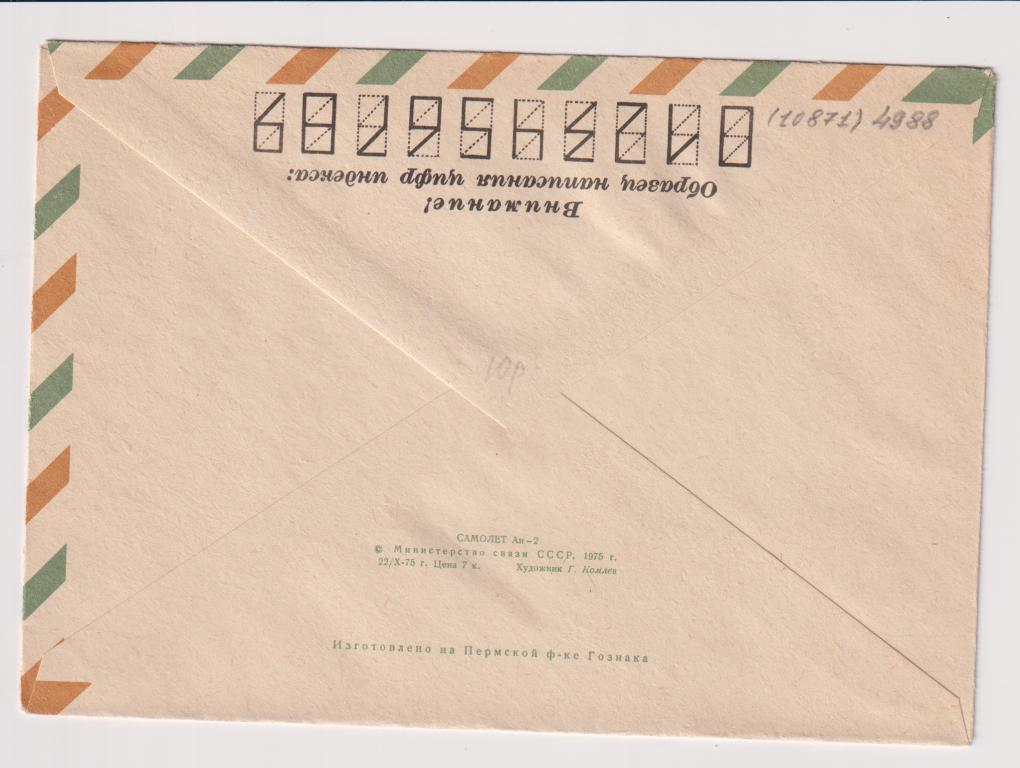 (10871) 4988
Внимание!
Образец написания цифр индекса:
0123456789
10р
САМОЛЕТ Ан-2
© Министерство связи СССР, 1975 г.
22/X-75 г. Цена 7 к. Художник Г. Комлев
Изготовлено на Пермской ф-ке Гознака